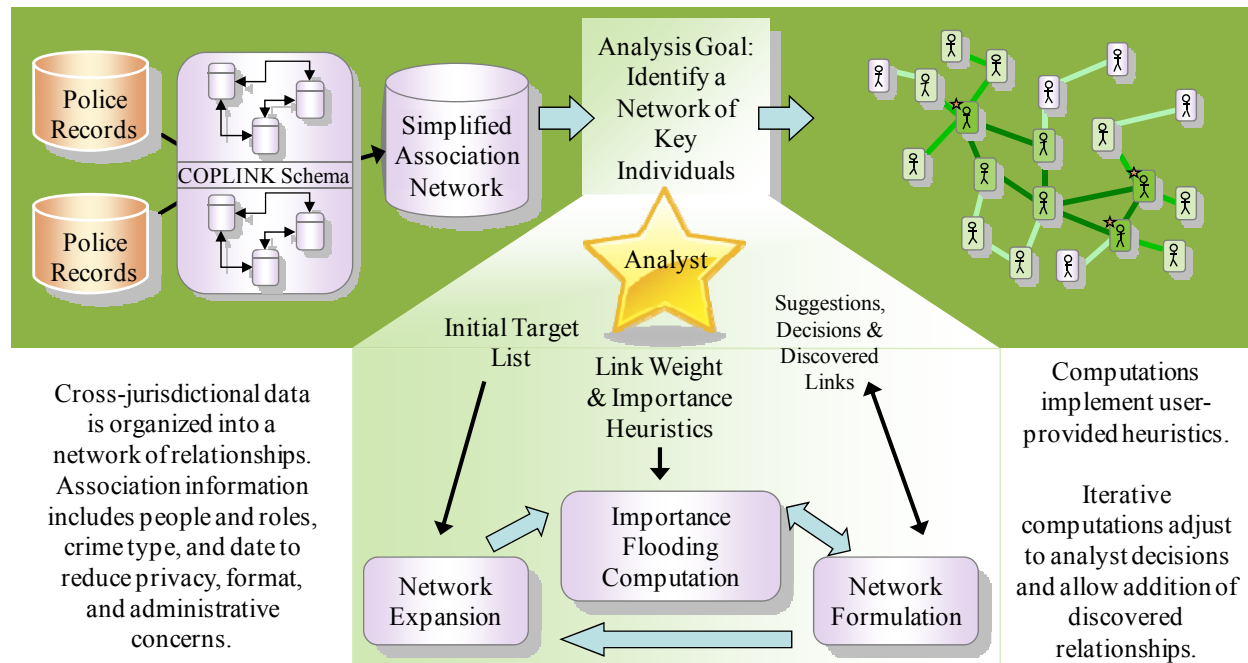 Police
Records
Police
Records
COPLINK Schema
Simplified
Association
Network
Analysis Goal:
Identify a
Network of
Key
Individuals
Analyst
Initial Target
List
Link Weight
& Importance
Heuristics
Suggestions,
Decisions &
Discovered
Links
Network
Expansion
Importance
Flooding
Computation
Network
Formulation
Cross-jurisdictional data
is organized into a
network of relationships.
Association information
includes people and roles,
crime type, and date to
reduce privacy, format,
and administrative
concerns.
Computations
implement user-
provided heuristics.
Iterative
computations adjust
to analyst decisions
and allow addition of
discovered
relationships.